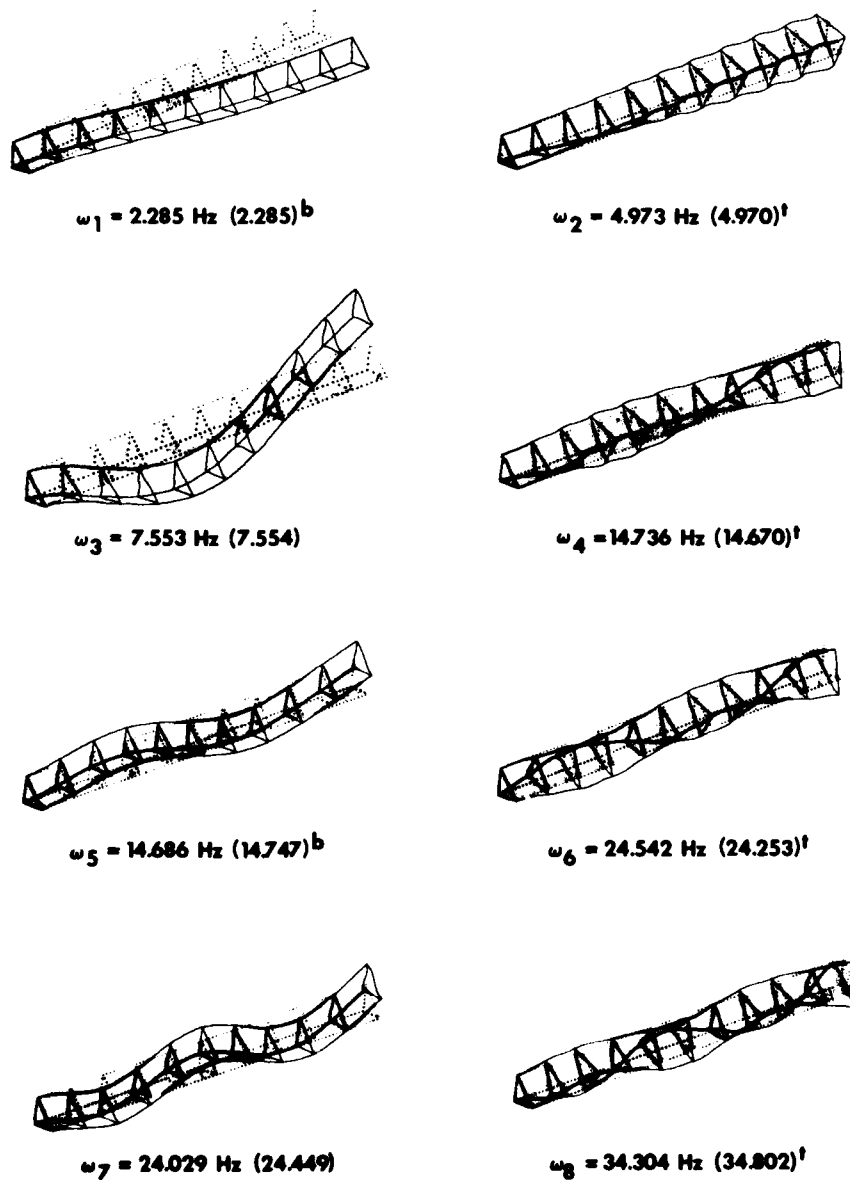 ω₁ = 2.285 Hz (2.285)ᵇ
ω₂ = 4.973 Hz (4.970)ᵗ
ω₃ = 7.553 Hz (7.554)
ω₄ = 14.736 Hz (14.670)ᵗ
ω₅ = 14.686 Hz (14.747)ᵇ
ω₆ = 24.542 Hz (24.253)ᵗ
ω₇ = 24.029 Hz (24.449)
ω₈ = 34.304 Hz (34.802)ᵗ